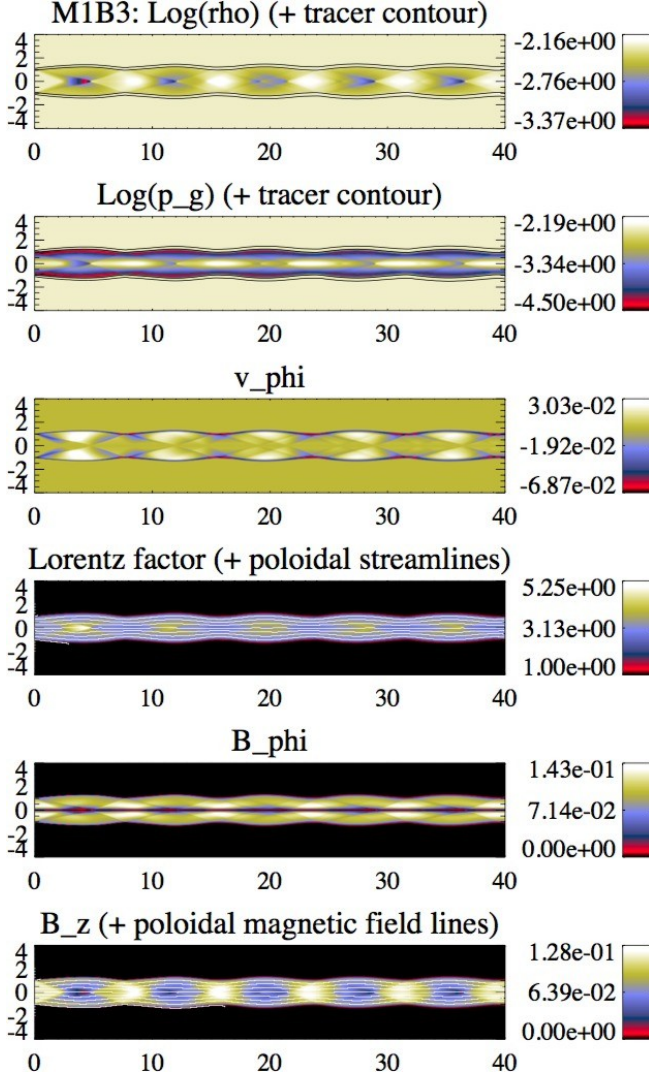 M1B3: Log(rho) (+ tracer contour)
4
2
0
-2
-4
-2.16e+00
-2.76e+00
-3.37e+00
0 10 20 30 40
Log(p_g) (+ tracer contour)
4
2
0
-2
-4
-2.19e+00
-3.34e+00
-4.50e+00
0 10 20 30 40
v_phi
4
2
0
-2
-4
3.03e-02
-1.92e-02
-6.87e-02
0 10 20 30 40
Lorentz factor (+ poloidal streamlines)
4
2
0
-2
-4
5.25e+00
3.13e+00
1.00e+00
0 10 20 30 40
B_phi
4
2
0
-2
-4
1.43e-01
7.14e-02
0.00e+00
0 10 20 30 40
B_z (+ poloidal magnetic field lines)
4
2
0
-2
-4
1.28e-01
6.39e-02
0.00e+00
0 10 20 30 40